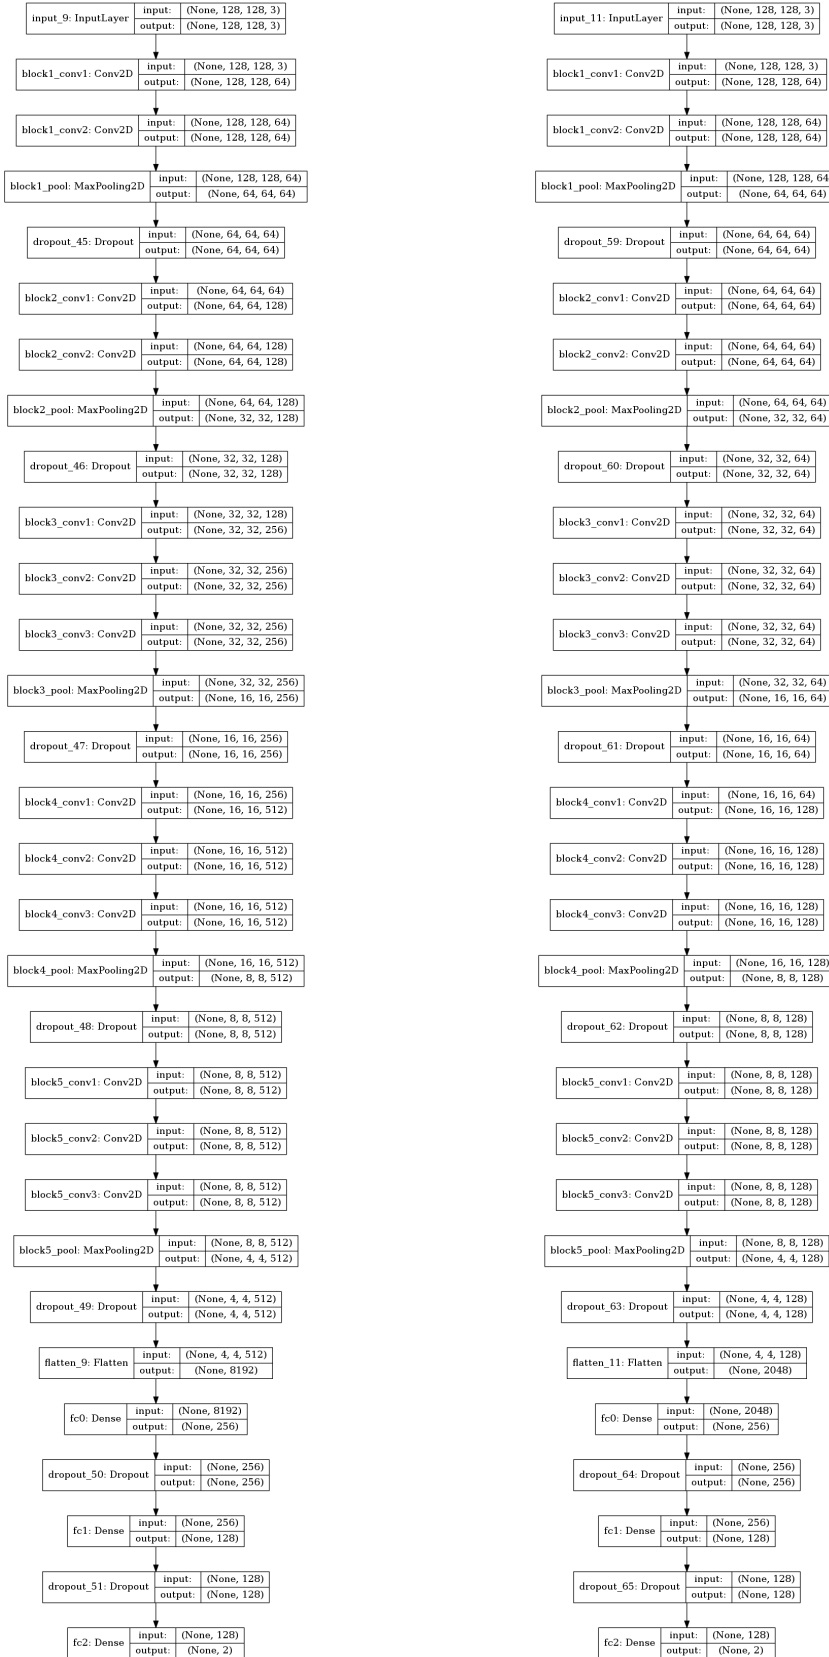 input_9: InputLayer
input: (None, 128, 128, 3)
output: (None, 128, 128, 3)
block1_conv1: Conv2D
input: (None, 128, 128, 3)
output: (None, 128, 128, 64)
block1_conv2: Conv2D
input: (None, 128, 128, 64)
output: (None, 128, 128, 64)
block1_pool: MaxPooling2D
input: (None, 128, 128, 64)
output: (None, 64, 64, 64)
dropout_45: Dropout
input: (None, 64, 64, 64)
output: (None, 64, 64, 64)
block2_conv1: Conv2D
input: (None, 64, 64, 64)
output: (None, 64, 64, 128)
block2_conv2: Conv2D
input: (None, 64, 64, 128)
output: (None, 64, 64, 128)
block2_pool: MaxPooling2D
input: (None, 64, 64, 128)
output: (None, 32, 32, 128)
dropout_46: Dropout
input: (None, 32, 32, 128)
output: (None, 32, 32, 128)
block3_conv1: Conv2D
input: (None, 32, 32, 128)
output: (None, 32, 32, 256)
block3_conv2: Conv2D
input: (None, 32, 32, 256)
output: (None, 32, 32, 256)
block3_conv3: Conv2D
input: (None, 32, 32, 256)
output: (None, 32, 32, 256)
block3_pool: MaxPooling2D
input: (None, 32, 32, 256)
output: (None, 16, 16, 256)
dropout_47: Dropout
input: (None, 16, 16, 256)
output: (None, 16, 16, 256)
block4_conv1: Conv2D
input: (None, 16, 16, 256)
output: (None, 16, 16, 512)
block4_conv2: Conv2D
input: (None, 16, 16, 512)
output: (None, 16, 16, 512)
block4_conv3: Conv2D
input: (None, 16, 16, 512)
output: (None, 16, 16, 512)
block4_pool: MaxPooling2D
input: (None, 16, 16, 512)
output: (None, 8, 8, 512)
dropout_48: Dropout
input: (None, 8, 8, 512)
output: (None, 8, 8, 512)
block5_conv1: Conv2D
input: (None, 8, 8, 512)
output: (None, 8, 8, 512)
block5_conv2: Conv2D
input: (None, 8, 8, 512)
output: (None, 8, 8, 512)
block5_conv3: Conv2D
input: (None, 8, 8, 512)
output: (None, 8, 8, 512)
block5_pool: MaxPooling2D
input: (None, 8, 8, 512)
output: (None, 4, 4, 512)
dropout_49: Dropout
input: (None, 4, 4, 512)
output: (None, 4, 4, 512)
flatten_9: Flatten
input: (None, 4, 4, 512)
output: (None, 8192)
fc0: Dense
input: (None, 8192)
output: (None, 256)
dropout_50: Dropout
input: (None, 256)
output: (None, 256)
fc1: Dense
input: (None, 256)
output: (None, 128)
dropout_51: Dropout
input: (None, 128)
output: (None, 128)
fc2: Dense
input: (None, 128)
output: (None, 2)
input_11: InputLayer
input: (None, 128, 128, 3)
output: (None, 128, 128, 3)
block1_conv1: Conv2D
input: (None, 128, 128, 3)
output: (None, 128, 128, 64)
block1_conv2: Conv2D
input: (None, 128, 128, 64)
output: (None, 128, 128, 64)
block1_pool: MaxPooling2D
input: (None, 128, 128, 64
output: (None, 64, 64, 64)
dropout_59: Dropout
input: (None, 64, 64, 64)
output: (None, 64, 64, 64)
block2_conv1: Conv2D
input: (None, 64, 64, 64)
output: (None, 64, 64, 64)
block2_conv2: Conv2D
input: (None, 64, 64, 64)
output: (None, 64, 64, 64)
block2_pool: MaxPooling2D
input: (None, 64, 64, 64)
output: (None, 32, 32, 64)
dropout_60: Dropout
input: (None, 32, 32, 64)
output: (None, 32, 32, 64)
block3_conv1: Conv2D
input: (None, 32, 32, 64)
output: (None, 32, 32, 64)
block3_conv2: Conv2D
input: (None, 32, 32, 64)
output: (None, 32, 32, 64)
block3_conv3: Conv2D
input: (None, 32, 32, 64)
output: (None, 32, 32, 64)
block3_pool: MaxPooling2D
input: (None, 32, 32, 64)
output: (None, 16, 16, 64)
dropout_61: Dropout
input: (None, 16, 16, 64)
output: (None, 16, 16, 64)
block4_conv1: Conv2D
input: (None, 16, 16, 64)
output: (None, 16, 16, 128)
block4_conv2: Conv2D
input: (None, 16, 16, 128)
output: (None, 16, 16, 128)
block4_conv3: Conv2D
input: (None, 16, 16, 128)
output: (None, 16, 16, 128)
block4_pool: MaxPooling2D
input: (None, 16, 16, 128)
output: (None, 8, 8, 128)
dropout_62: Dropout
input: (None, 8, 8, 128)
output: (None, 8, 8, 128)
block5_conv1: Conv2D
input: (None, 8, 8, 128)
output: (None, 8, 8, 128)
block5_conv2: Conv2D
input: (None, 8, 8, 128)
output: (None, 8, 8, 128)
block5_conv3: Conv2D
input: (None, 8, 8, 128)
output: (None, 8, 8, 128)
block5_pool: MaxPooling2D
input: (None, 8, 8, 128)
output: (None, 4, 4, 128)
dropout_63: Dropout
input: (None, 4, 4, 128)
output: (None, 4, 4, 128)
flatten_11: Flatten
input: (None, 4, 4, 128)
output: (None, 2048)
fc0: Dense
input: (None, 2048)
output: (None, 256)
dropout_64: Dropout
input: (None, 256)
output: (None, 256)
fc1: Dense
input: (None, 256)
output: (None, 128)
dropout_65: Dropout
input: (None, 128)
output: (None, 128)
fc2: Dense
input: (None, 128)
output: (None, 2)